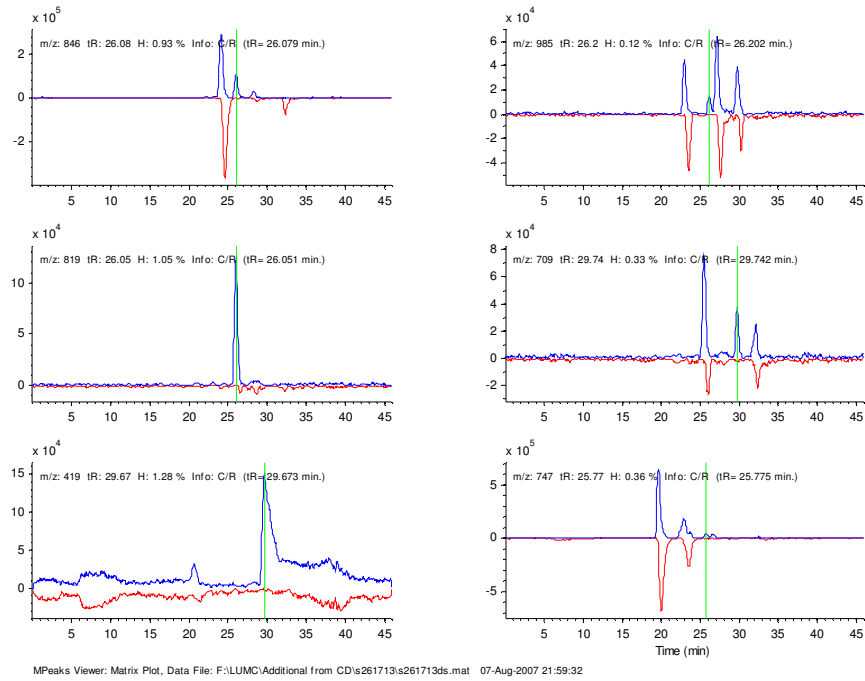 x 10^5
m/z: 846 tR: 26.08 H: 0.93 % Info: C/R (tR= 26.079 min.)
2
0
-2
5 10 15 20 25 30 35 40 45
x 10^4
m/z: 985 tR: 26.2 H: 0.12 % Info: C/R (tR= 26.202 min.)
6
4
2
0
-2
-4
5 10 15 20 25 30 35 40 45
x 10^4
m/z: 819 tR: 26.05 H: 1.05 % Info: C/R (tR= 26.051 min.)
10
5
0
5 10 15 20 25 30 35 40 45
x 10^4
m/z: 709 tR: 29.74 H: 0.33 % Info: C/R (tR= 29.742 min.)
8
6
4
2
0
-2
5 10 15 20 25 30 35 40 45
x 10^4
m/z: 419 tR: 29.67 H: 1.28 % Info: C/R (tR= 29.673 min.)
15
10
5
0
5 10 15 20 25 30 35 40 45
x 10^5
m/z: 747 tR: 25.77 H: 0.36 % Info: C/R (tR= 25.775 min.)
5
0
-5
5 10 15 20 25 30 35 40 45
Time (min)
MPeaks Viewer: Matrix Plot, Data File: F:\LUMC\Additional from CD\s261713\s261713ds.mat 07-Aug-2007 21:59:32